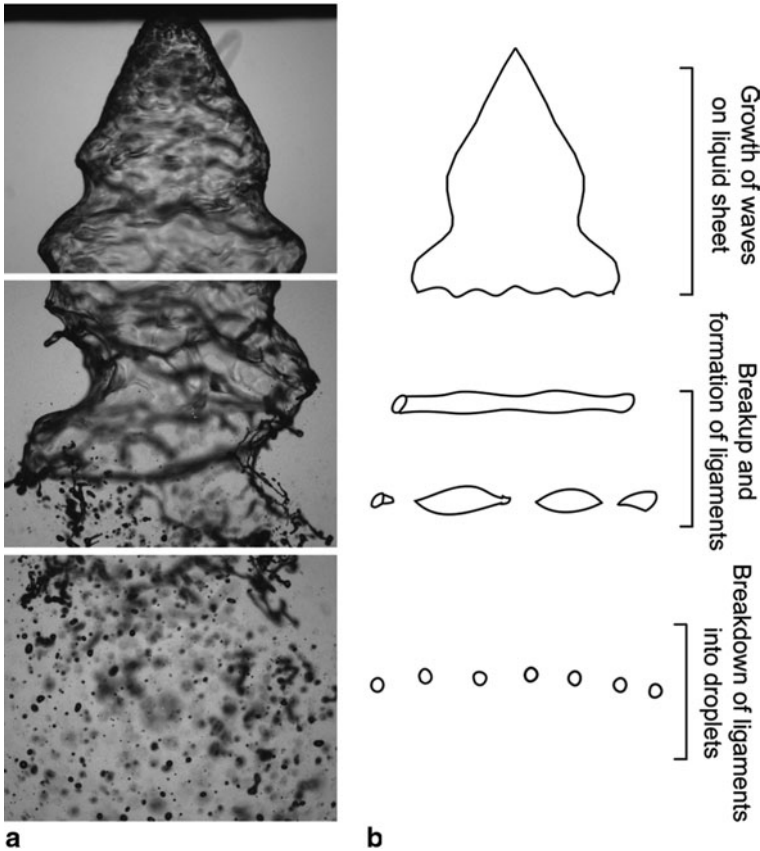 Growth of waves
on liquid sheet
Breakup and
formation of ligaments
Breakdown of ligaments
into droplets
a
b